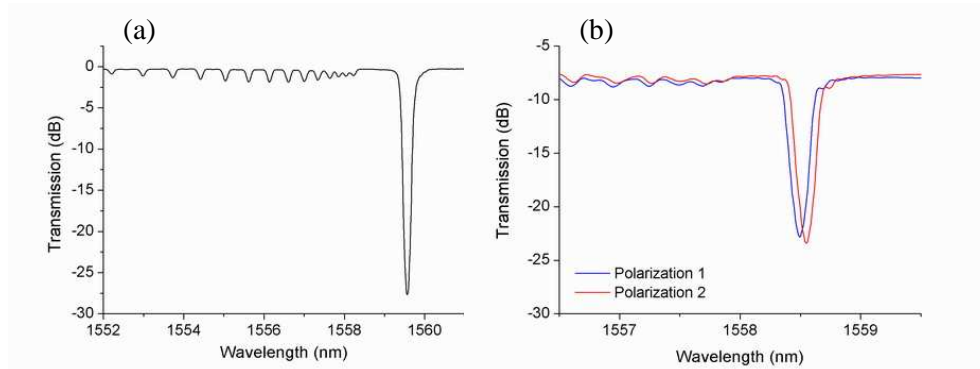 (a)
(b)
0
-5
-10
-15
-20
-25
-30
Transmission (dB)
1552
1554
1556
1558
1560
Wavelength (nm)
-5
-10
-15
-20
-25
-30
Transmission (dB)
Polarization 1
Polarization 2
1557
1558
1559
Wavelength (nm)